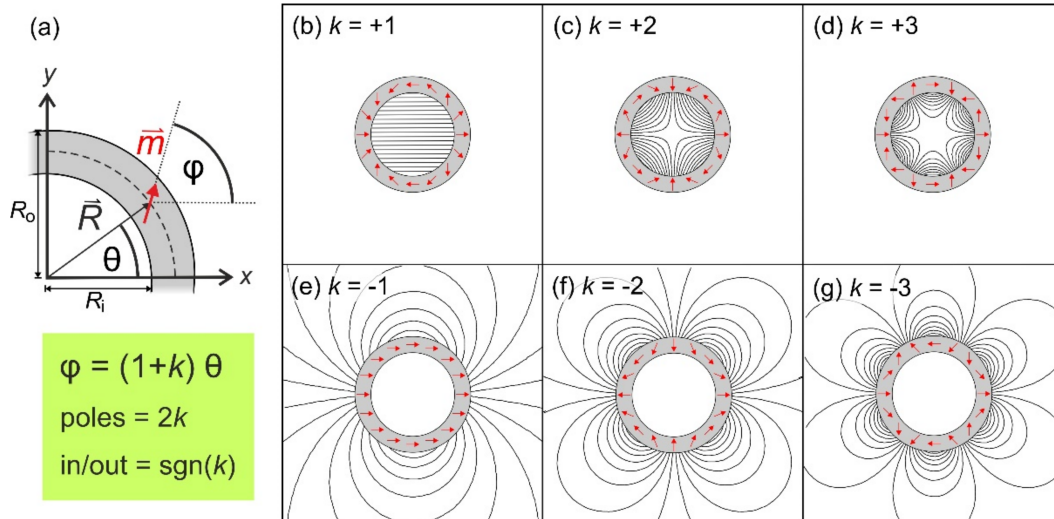 (a)
y
m
φ
R
Ro
θ
x
Ri
φ = (1+k) θ
poles = 2k
in/out = sgn(k)
(b) k = +1
(c) k = +2
(d) k = +3
(e) k = -1
(f) k = -2
(g) k = -3